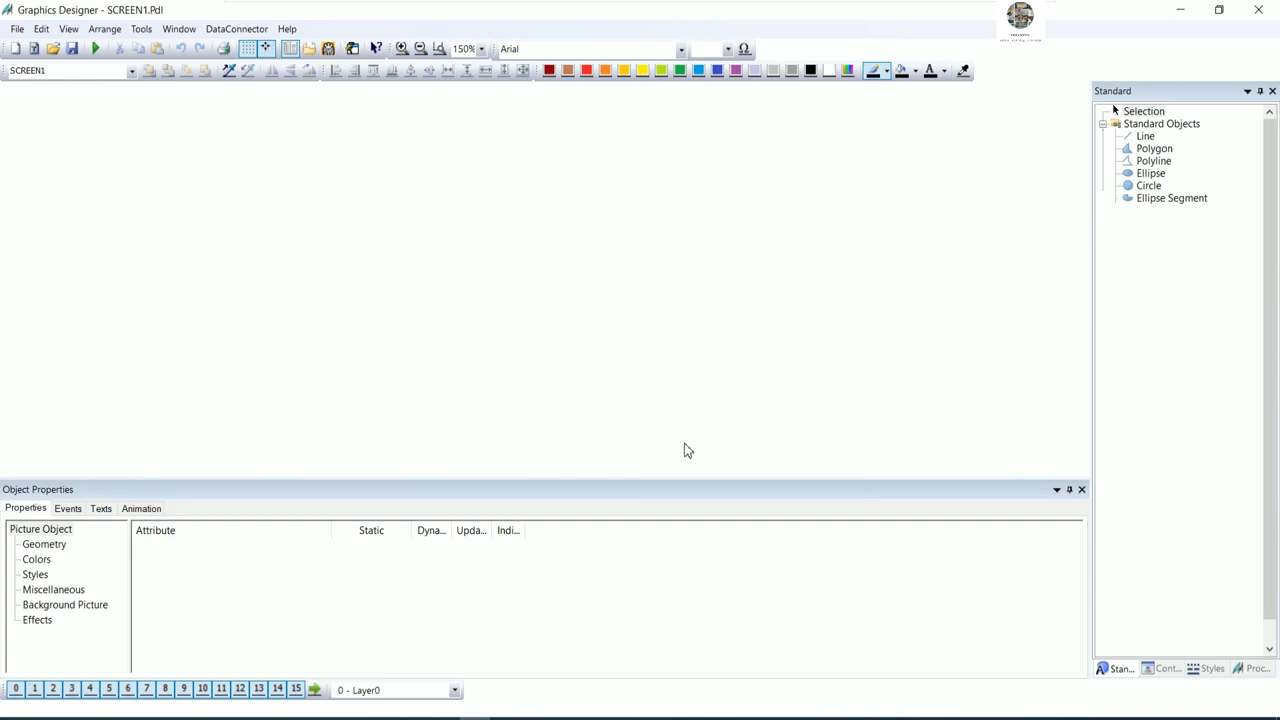 Graphics Designer - SCREEN1.Pdl
File Edit View Arrange Tools Window DataConnector Help
150% Arial
SCREEN1
Standard
Selection
Standard Objects
Line
Polygon
Polyline
Ellipse
Circle
Ellipse Segment
Object Properties
Properties Events Texts Animation
Picture Object
Geometry
Colors
Styles
Miscellaneous
Background Picture
Effects
Attribute Static Dyna... Upda... Indi...
Stan... Cont... Styles Proc...
0 1 2 3 4 5 6 7 8 9 10 11 12 13 14 15 0 - Layer0